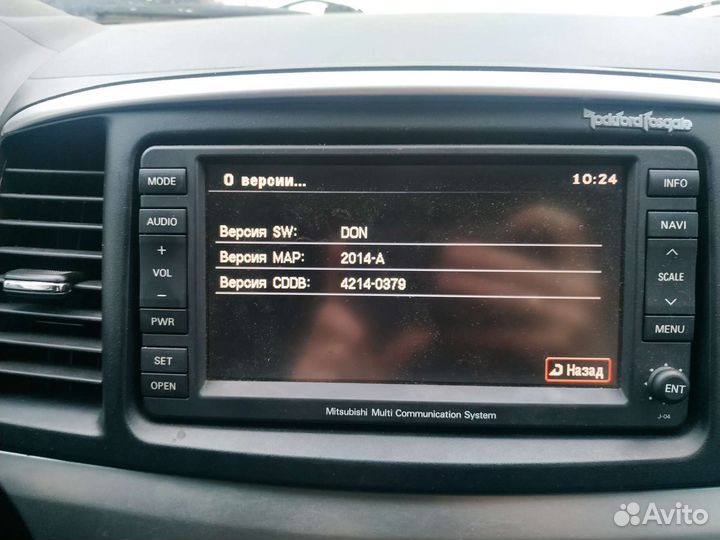 Rockford Fosgate
MODE
О версии...
10:24
INFO
AUDIO
NAVI
+
VOL
−
Версия SW: DON
Версия MAP: 2014-A
Версия CDDB: 4214-0379
SCALE
PWR
MENU
SET
OPEN
Назад
ENT
Mitsubishi Multi Communication System
J-04
Avito